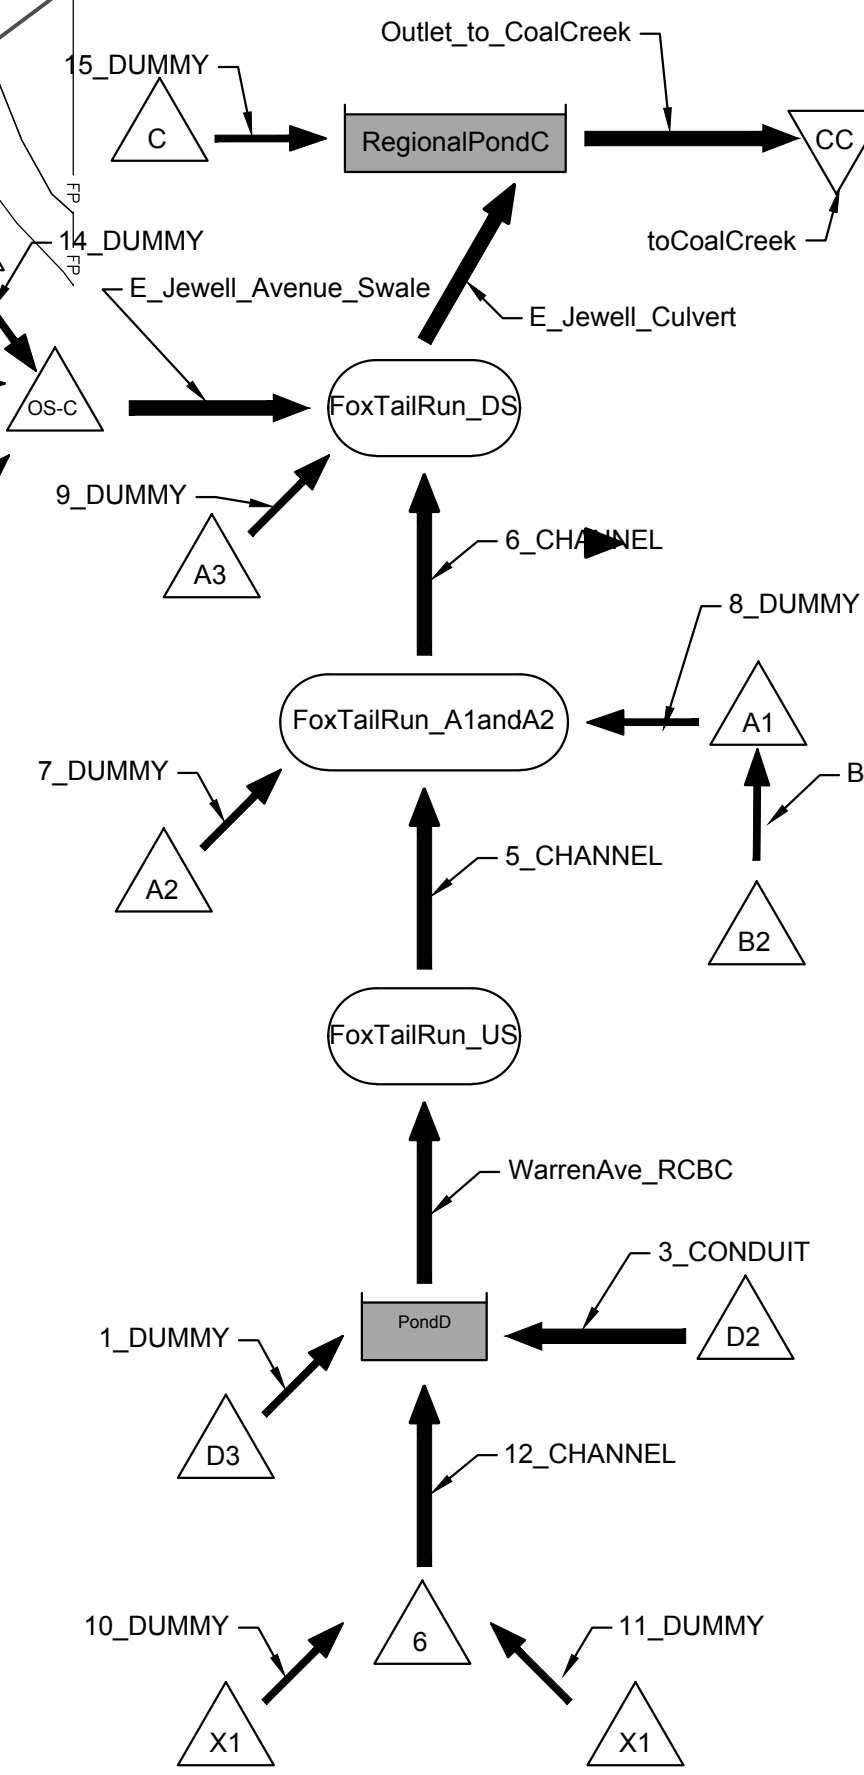 Outlet_to_CoalCreek
15_DUMMY
C
RegionalPondC
CC
FP
14_DUMMY
toCoalCreek
FP
E_Jewell_Avenue_Swale
E_Jewell_Culvert
OS-C
FoxTailRun_DS
9_DUMMY
6_CHANNEL
A3
8_DUMMY
FoxTailRun_A1andA2
A1
7_DUMMY
B
5_CHANNEL
A2
B2
FoxTailRun_US
WarrenAve_RCBC
3_CONDUIT
PondD
1_DUMMY
D2
D3
12_CHANNEL
10_DUMMY
11_DUMMY
6
X1
X1